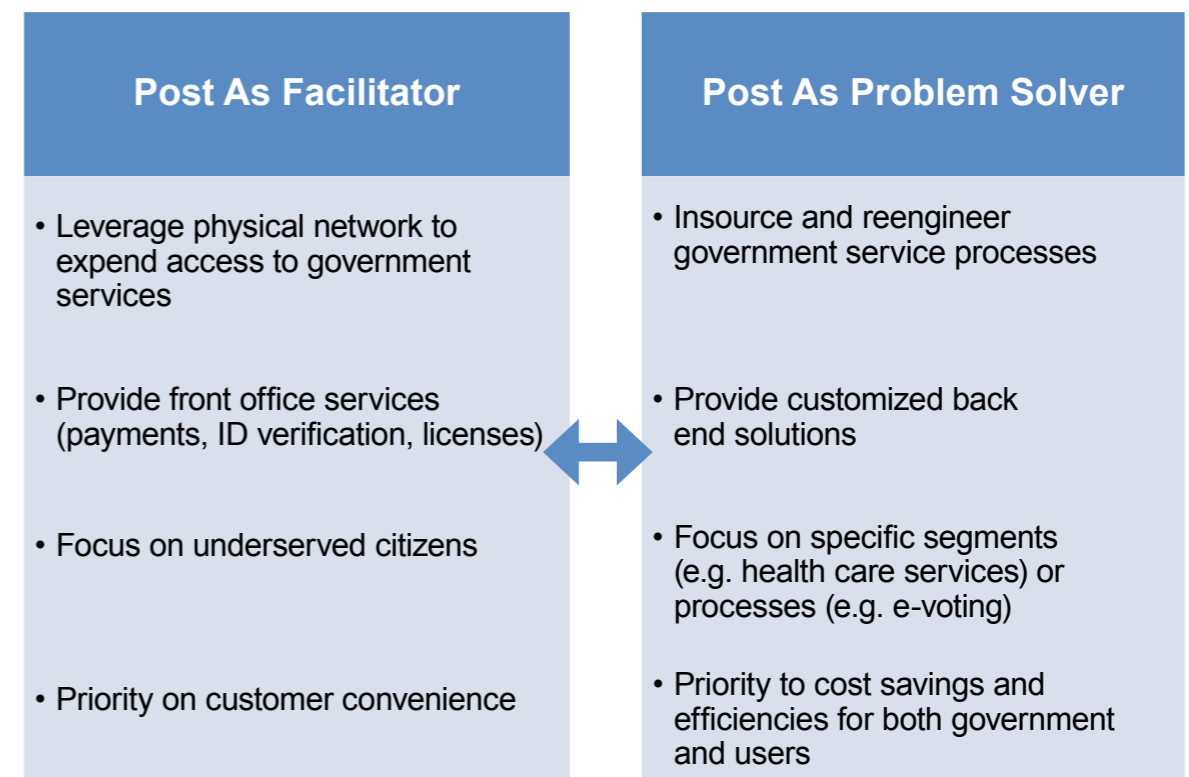 Post As Facilitator
• Leverage physical network to
expend access to government
services
• Provide front office services
(payments, ID verification, licenses)
• Focus on underserved citizens
• Priority on customer convenience
Post As Problem Solver
• Insource and reengineer
government service processes
• Provide customized back
end solutions
• Focus on specific segments
(e.g. health care services) or
processes (e.g. e-voting)
• Priority to cost savings and
efficiencies for both government
and users